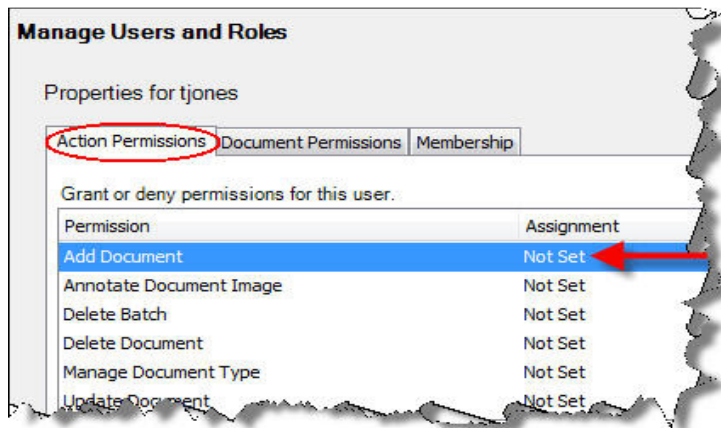 Manage Users and Roles
Properties for tjones
Action Permissions Document Permissions Membership
Grant or deny permissions for this user.
Permission Assignment
Add Document Not Set
Annotate Document Image Not Set
Delete Batch Not Set
Delete Document Not Set
Manage Document Type Not Set
Update Document Not Set